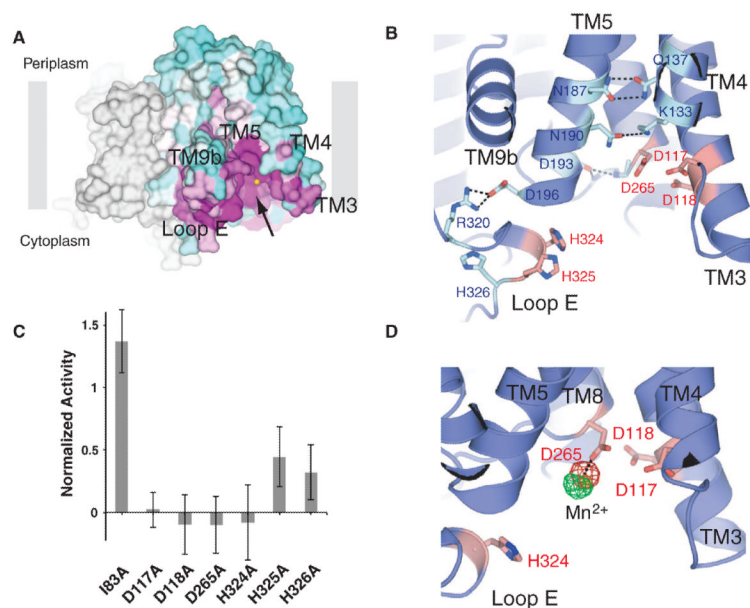 A
Periplasm
TM5
TM4
TM9b
TM3
Loop E
Cytoplasm
B
TM5
Q137
TM4
N187
K133
N190
TM9b
D193
D117
D265
D118
D196
R320
H324
TM3
H325
H326
Loop E
C
Normalized Activity
1.5
1
0.5
0
I83A
D117A
D118A
D265A
H324A
H325A
H326A
D
TM5
TM8
TM4
D118
D265
D117
Mn2+
TM3
H324
Loop E